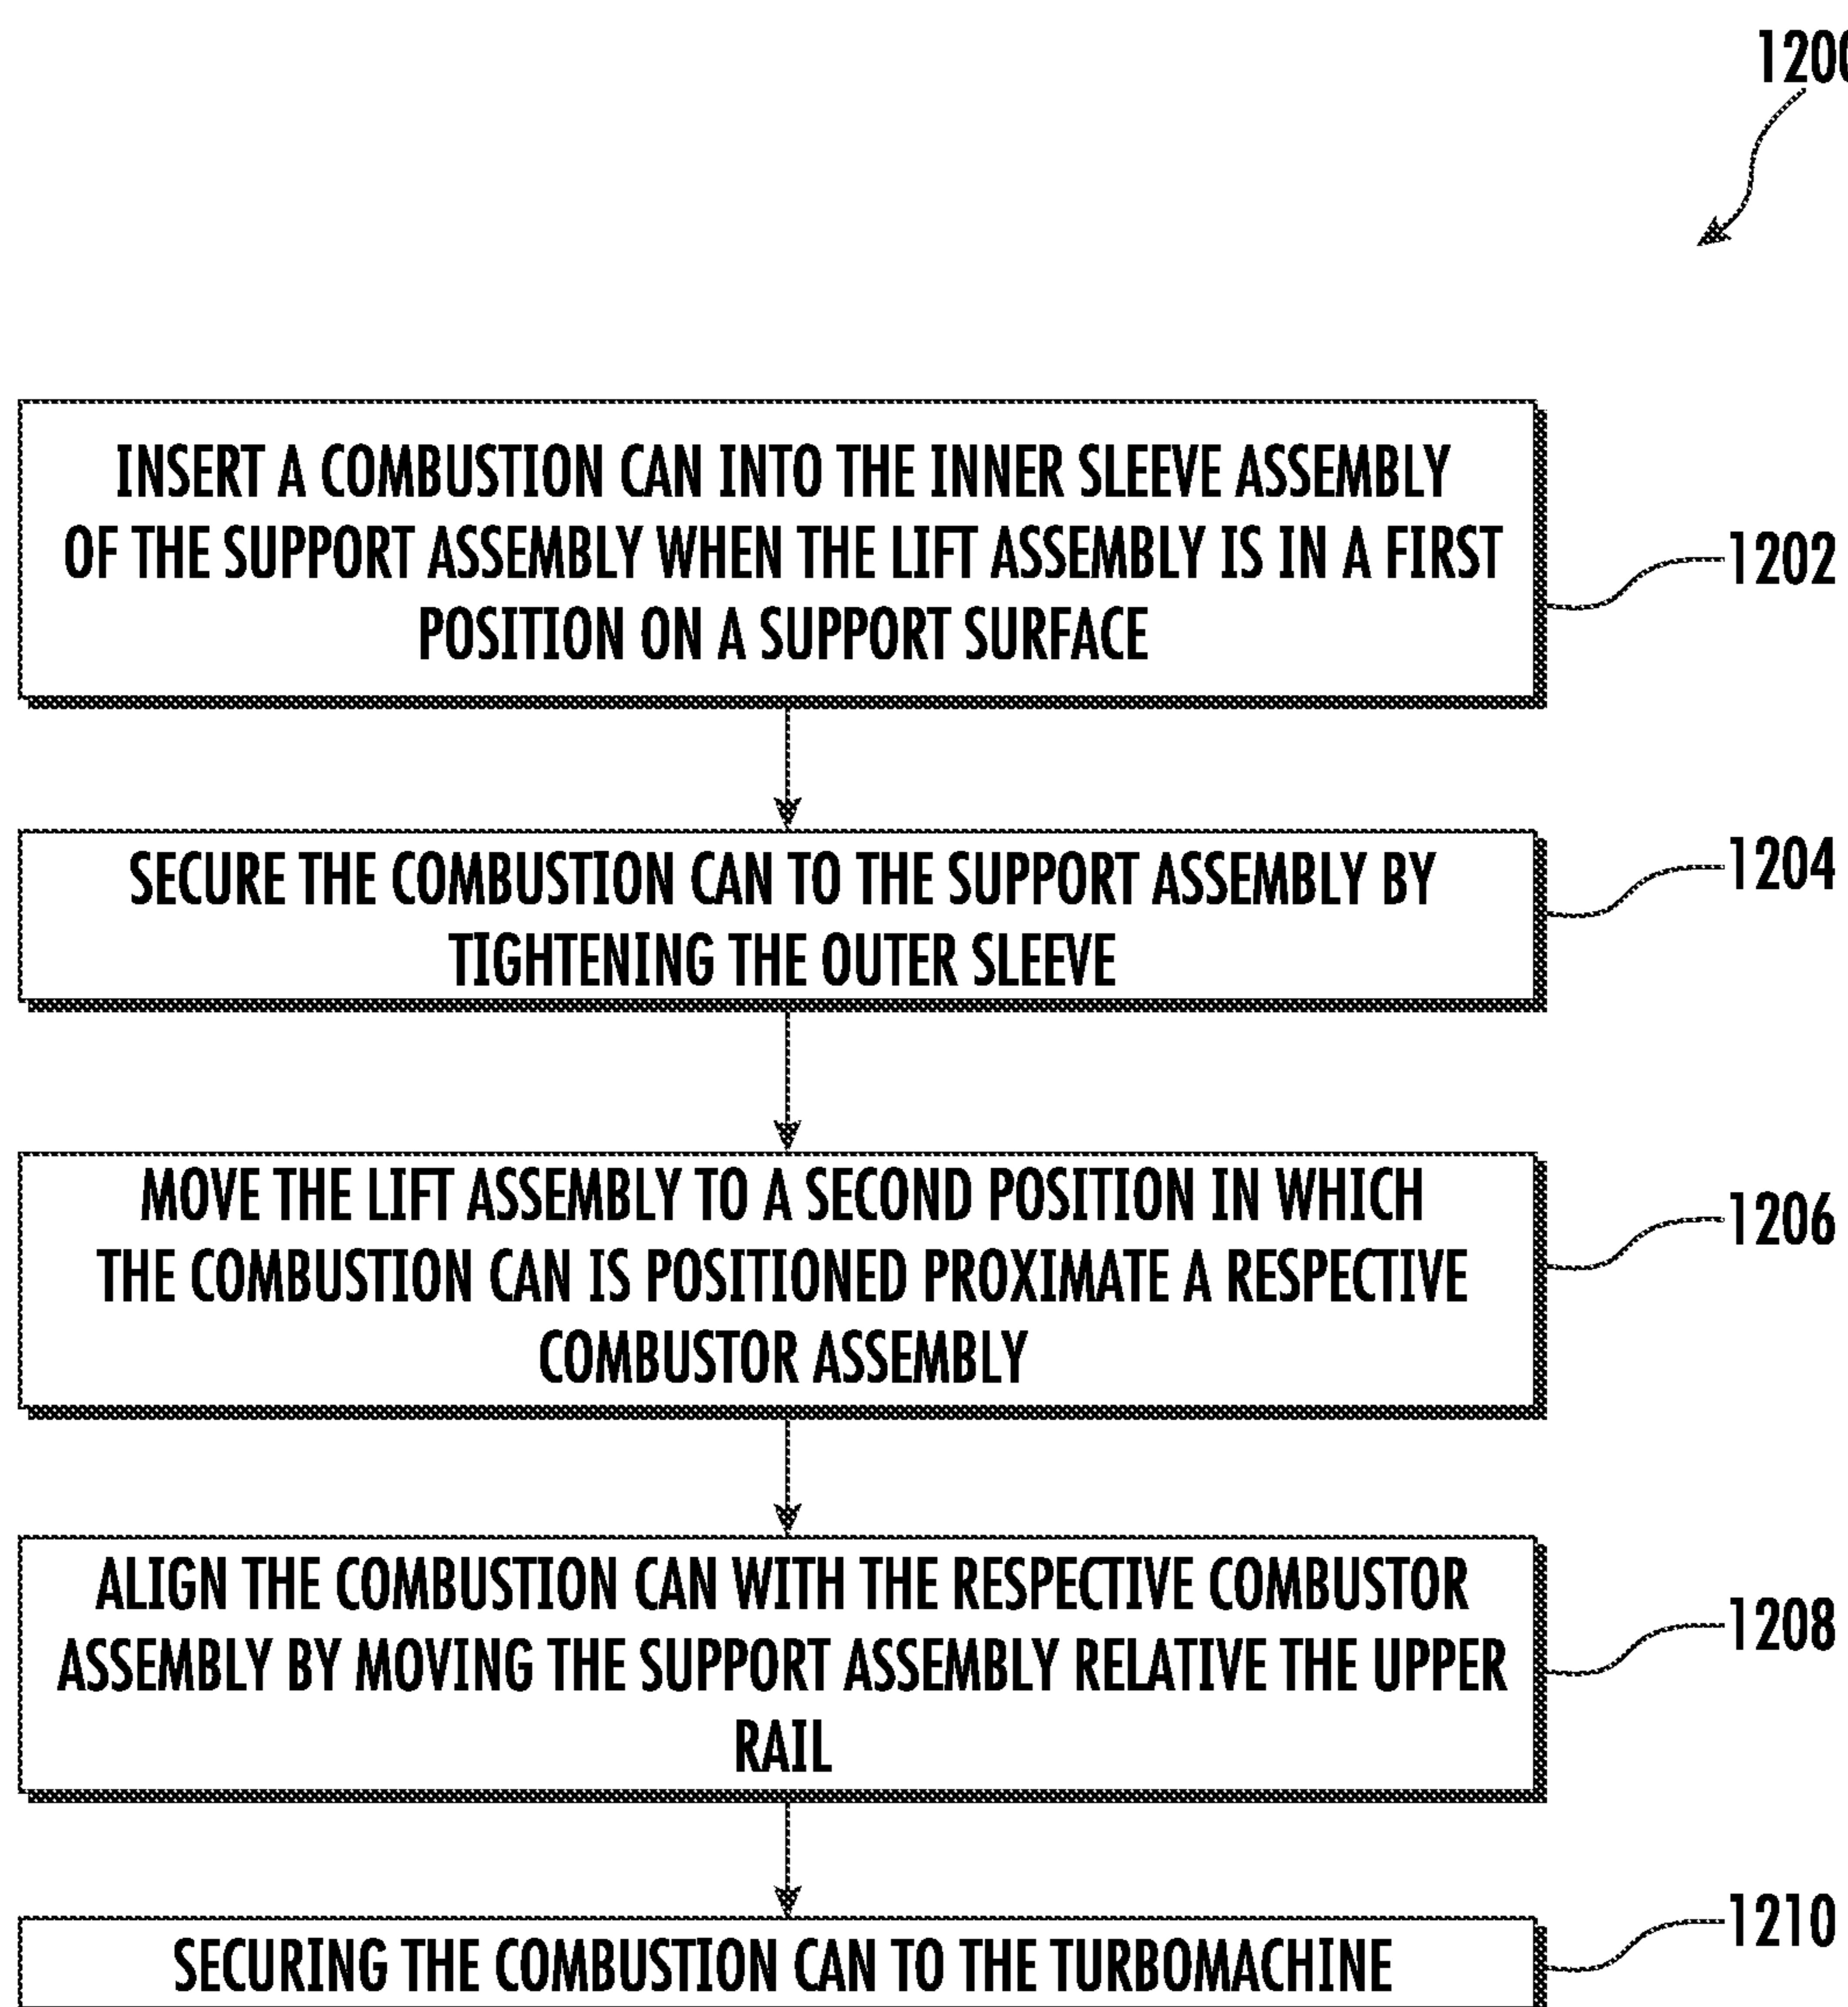 1200
INSERT A COMBUSTION CAN INTO THE INNER SLEEVE ASSEMBLY
OF THE SUPPORT ASSEMBLY WHEN THE LIFT ASSEMBLY IS IN A FIRST
POSITION ON A SUPPORT SURFACE
1202
SECURE THE COMBUSTION CAN TO THE SUPPORT ASSEMBLY BY
TIGHTENING THE OUTER SLEEVE
1204
MOVE THE LIFT ASSEMBLY TO A SECOND POSITION IN WHICH
THE COMBUSTION CAN IS POSITIONED PROXIMATE A RESPECTIVE
COMBUSTOR ASSEMBLY
1206
ALIGN THE COMBUSTION CAN WITH THE RESPECTIVE COMBUSTOR
ASSEMBLY BY MOVING THE SUPPORT ASSEMBLY RELATIVE THE UPPER
RAIL
1208
SECURING THE COMBUSTION CAN TO THE TURBOMACHINE
1210